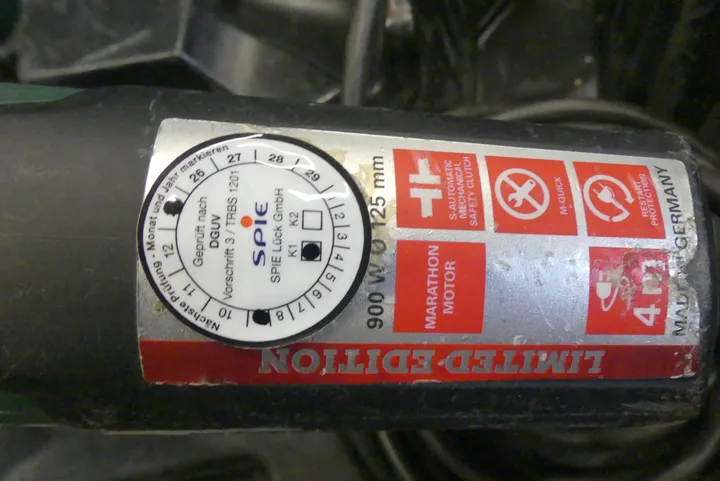 Nächste Prüfung - Monat und Jahr markieren
26 27 28 29
1 2 3 4 5 6 7 8 10 11 12
Geprüft nach
DGUV
Vorschrift 3 / TRBS 1201
SPIE
SPIE Lück GmbH
K1 K2
900 W Ø 125 mm
S-AUTOMATIC
MECHANICAL
SAFETY CLUTCH
M-QUICK
RESTART
PROTECTION
MARATHON
MOTOR
4 m
MADE IN GERMANY
LIMITED EDITION